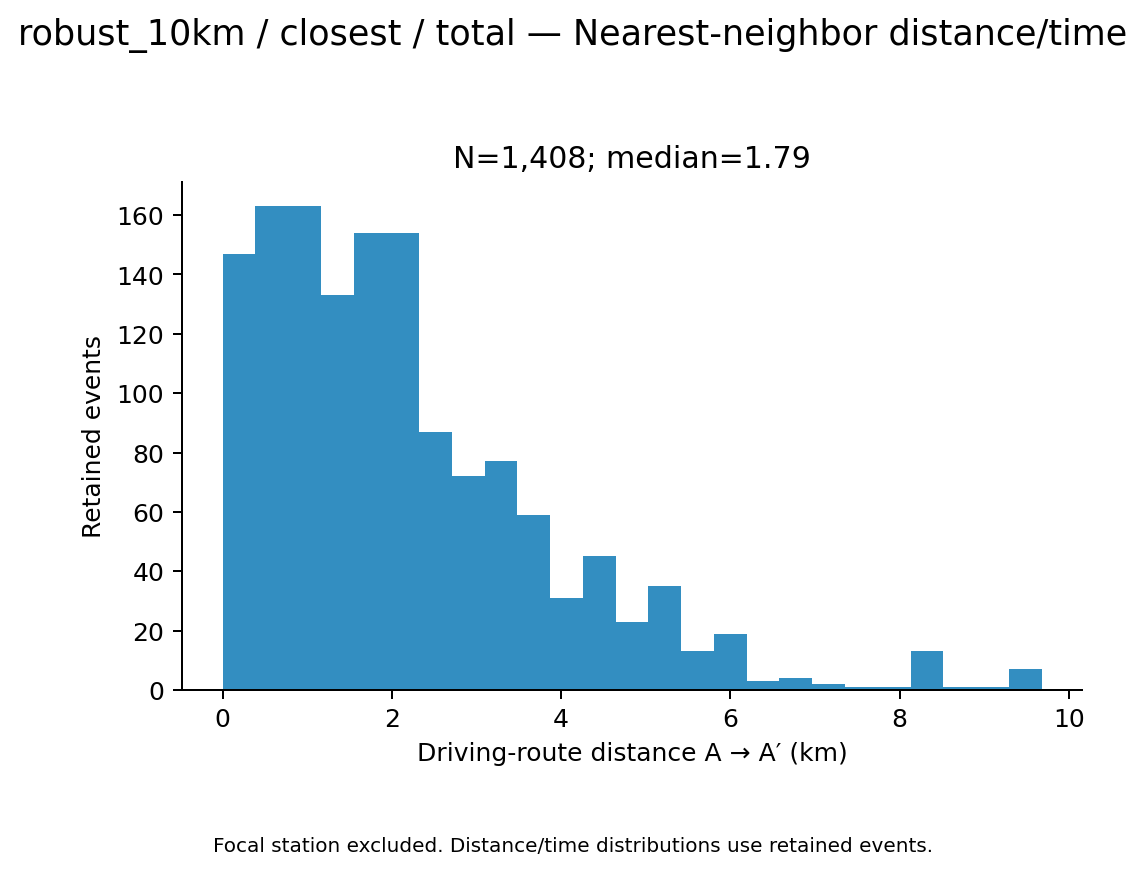 robust_10km / closest / total — Nearest-neighbor distance/time
N=1,408; median=1.79
160
140
120
100
80
60
40
20
0
Retained events
0 2 4 6 8 10
Driving-route distance A → A′ (km)
Focal station excluded. Distance/time distributions use retained events.